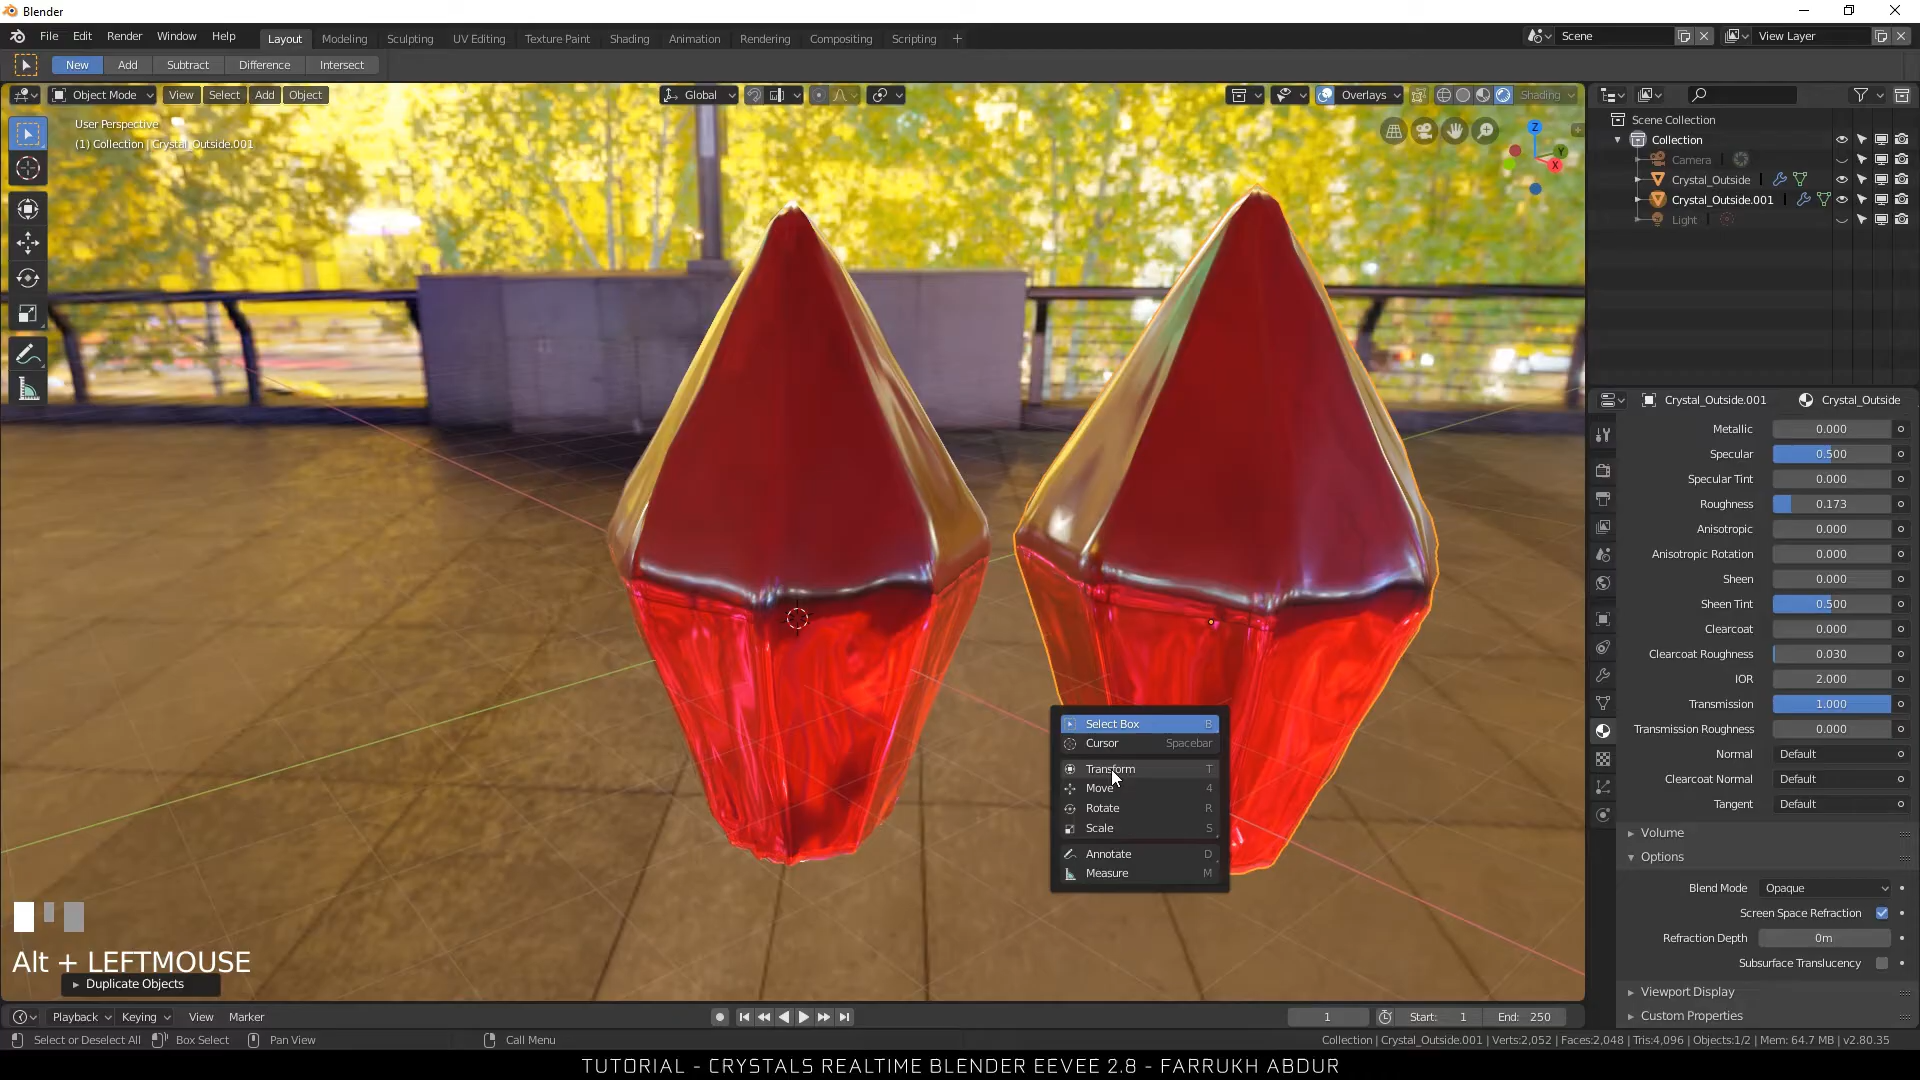 Blender
File Edit Render Window Help
Layout Modeling Sculpting UV Editing Texture Paint Shading Animation Rendering Compositing Scripting +
Scene
View Layer
New Add Subtract Difference Intersect
Object Mode View Select Add Object
Global
Overlays
Shading
User Perspective
(1) Collection | Crystal_Outside.001
Z
Y
X
Scene Collection
Collection
Camera
Crystal_Outside
Crystal_Outside.001
Light
Crystal_Outside.001 Crystal_Outside
Metallic 0.000
Specular 0.500
Specular Tint 0.000
Roughness 0.173
Anisotropic 0.000
Anisotropic Rotation 0.000
Sheen 0.000
Sheen Tint 0.500
Clearcoat 0.000
Clearcoat Roughness 0.030
IOR 2.000
Transmission 1.000
Transmission Roughness 0.000
Normal Default
Clearcoat Normal Default
Tangent Default
Volume
Options
Blend Mode Opaque
Screen Space Refraction
Refraction Depth 0m
Subsurface Translucency
Viewport Display
Custom Properties
Select Box B
Cursor Spacebar
Transform T
Move 4
Rotate R
Scale S
Annotate D
Measure M
Alt + LEFTMOUSE
Duplicate Objects
Playback Keying View Marker
1 Start: 1 End: 250
Select or Deselect All Box Select Pan View Call Menu
Collection | Crystal_Outside.001 | Verts:2,052 | Faces:2,048 | Tris:4,096 | Objects:1/2 | Mem: 64.7 MB | v2.80.35
TUTORIAL - CRYSTALS REALTIME BLENDER EEVEE 2.8 - FARRUKH ABDUR